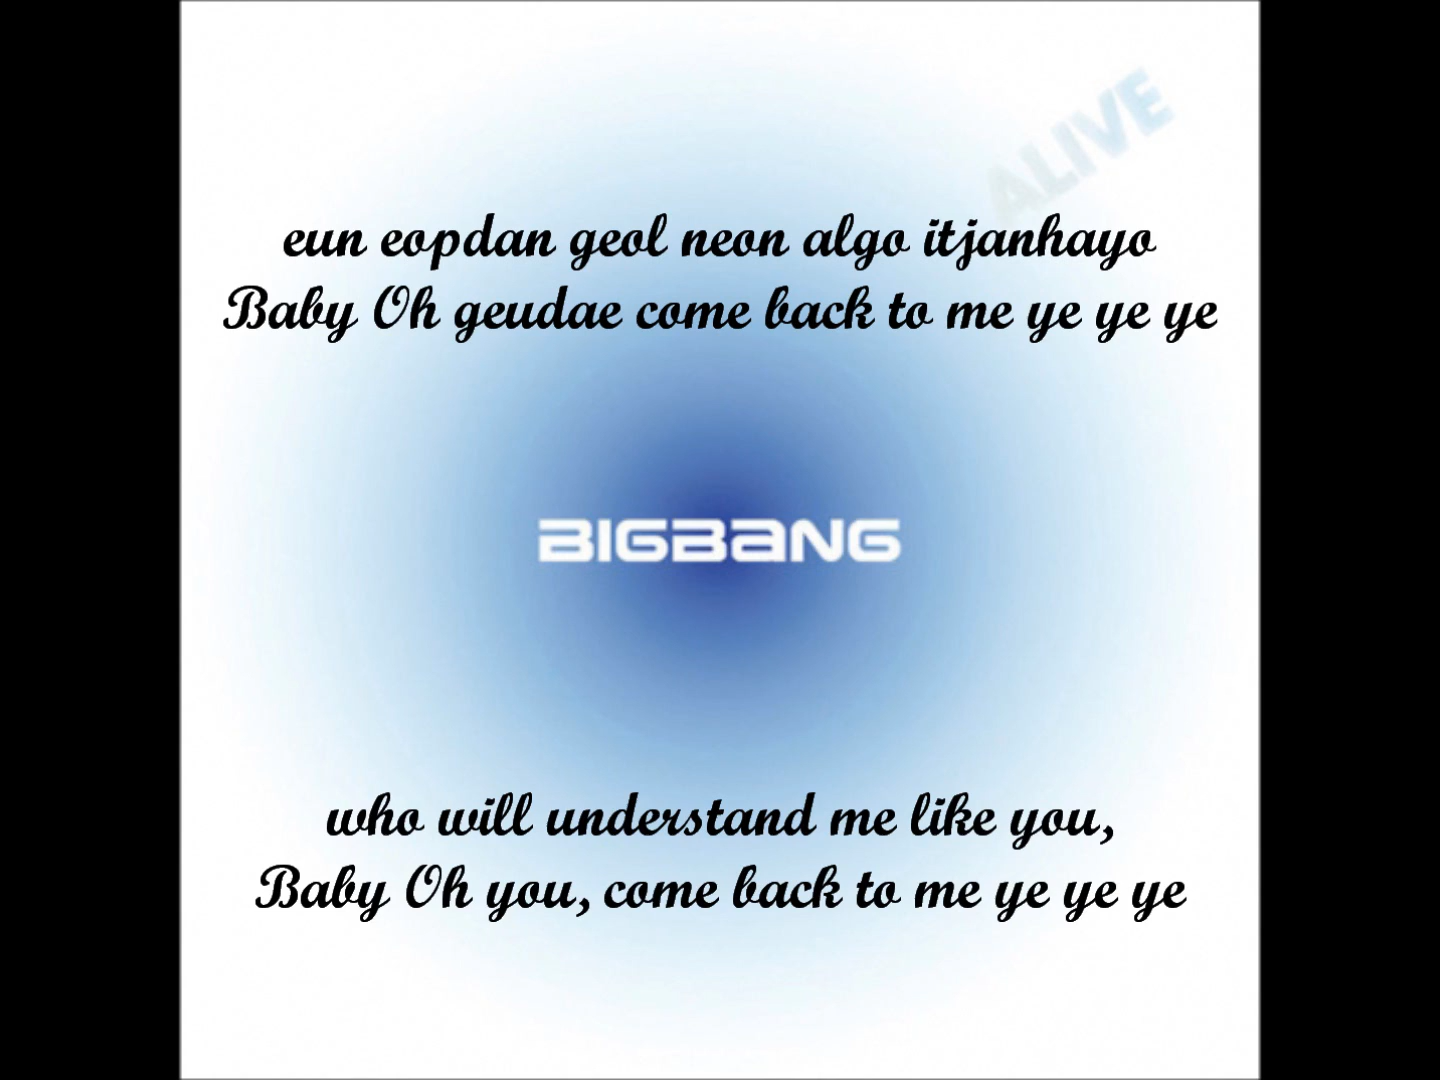 ALIVE
eun eopdan geol neon algo itjanhayo
Baby Oh geudae come back to me ye ye ye
BIGBANG
who will understand me like you,
Baby Oh you, come back to me ye ye ye